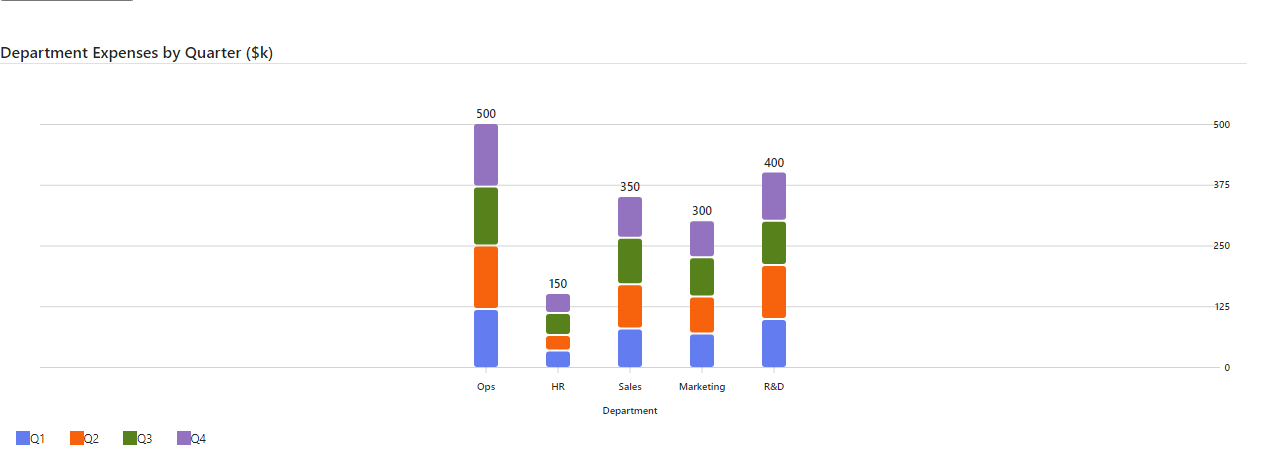 Department Expenses by Quarter ($k)
500
500
400
375
350
300
250
150
125
0
Ops HR Sales Marketing R&D
Department
Q1 Q2 Q3 Q4